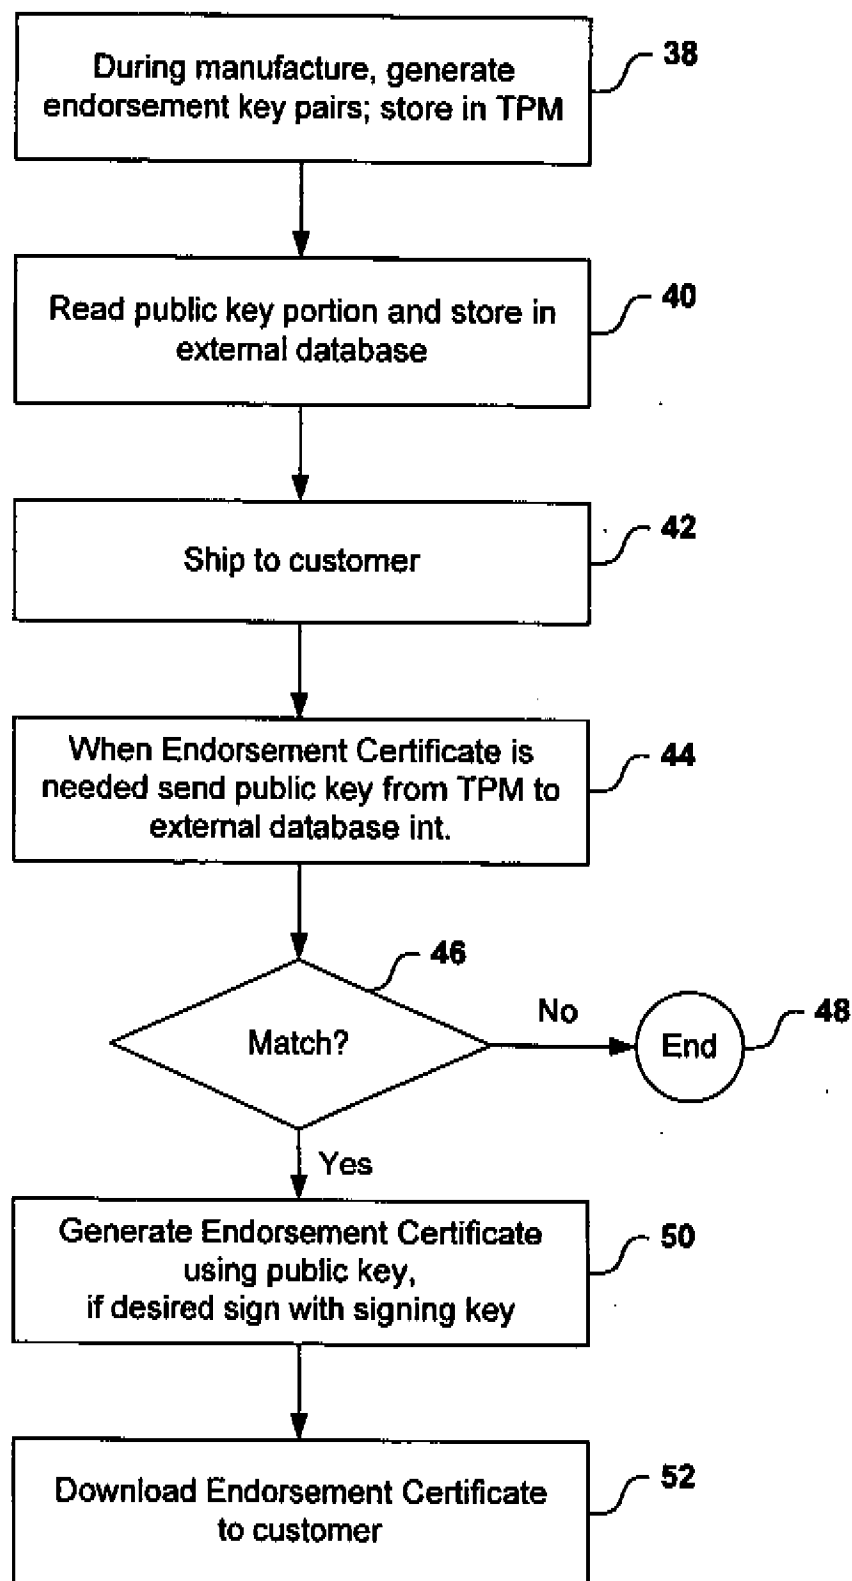 During manufacture, generate
endorsement key pairs; store in TPM
38
Read public key portion and store in
external database
40
Ship to customer
42
When Endorsement Certificate is
needed send public key from TPM to
external database int.
44
Match?
46
No
End
48
Yes
Generate Endorsement Certificate
using public key,
if desired sign with signing key
50
Download Endorsement Certificate
to customer
52